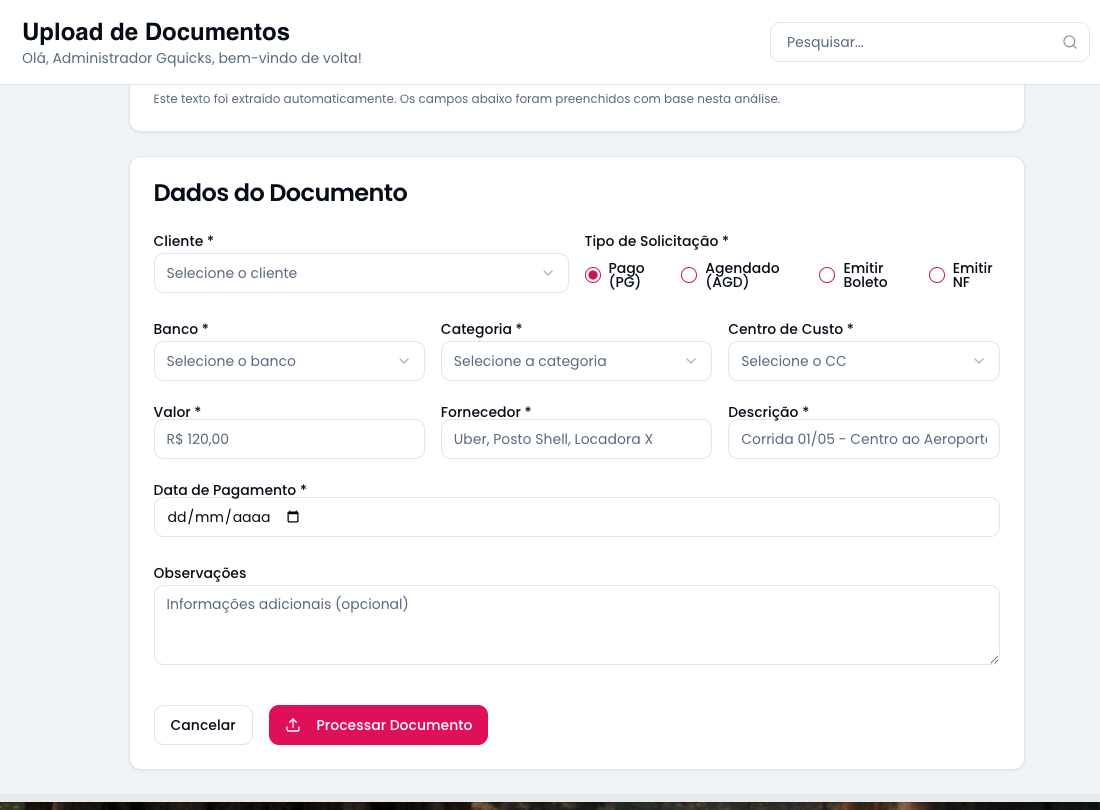 Upload de Documentos
Olá, Administrador Gquicks, bem-vindo de volta!
Pesquisar...
Este texto foi extraído automaticamente. Os campos abaixo foram preenchidos com base nesta análise.
Dados do Documento
Cliente *
Selecione o cliente
Tipo de Solicitação *
Pago
(PG)
Agendado
(AGD)
Emitir
Boleto
Emitir
NF
Banco *
Selecione o banco
Categoria *
Selecione a categoria
Centro de Custo *
Selecione o CC
Valor *
R$ 120,00
Fornecedor *
Uber, Posto Shell, Locadora X
Descrição *
Corrida 01/05 - Centro ao Aeroporto
Data de Pagamento *
dd/mm/aaaa
Observações
Informações adicionais (opcional)
Cancelar
Processar Documento